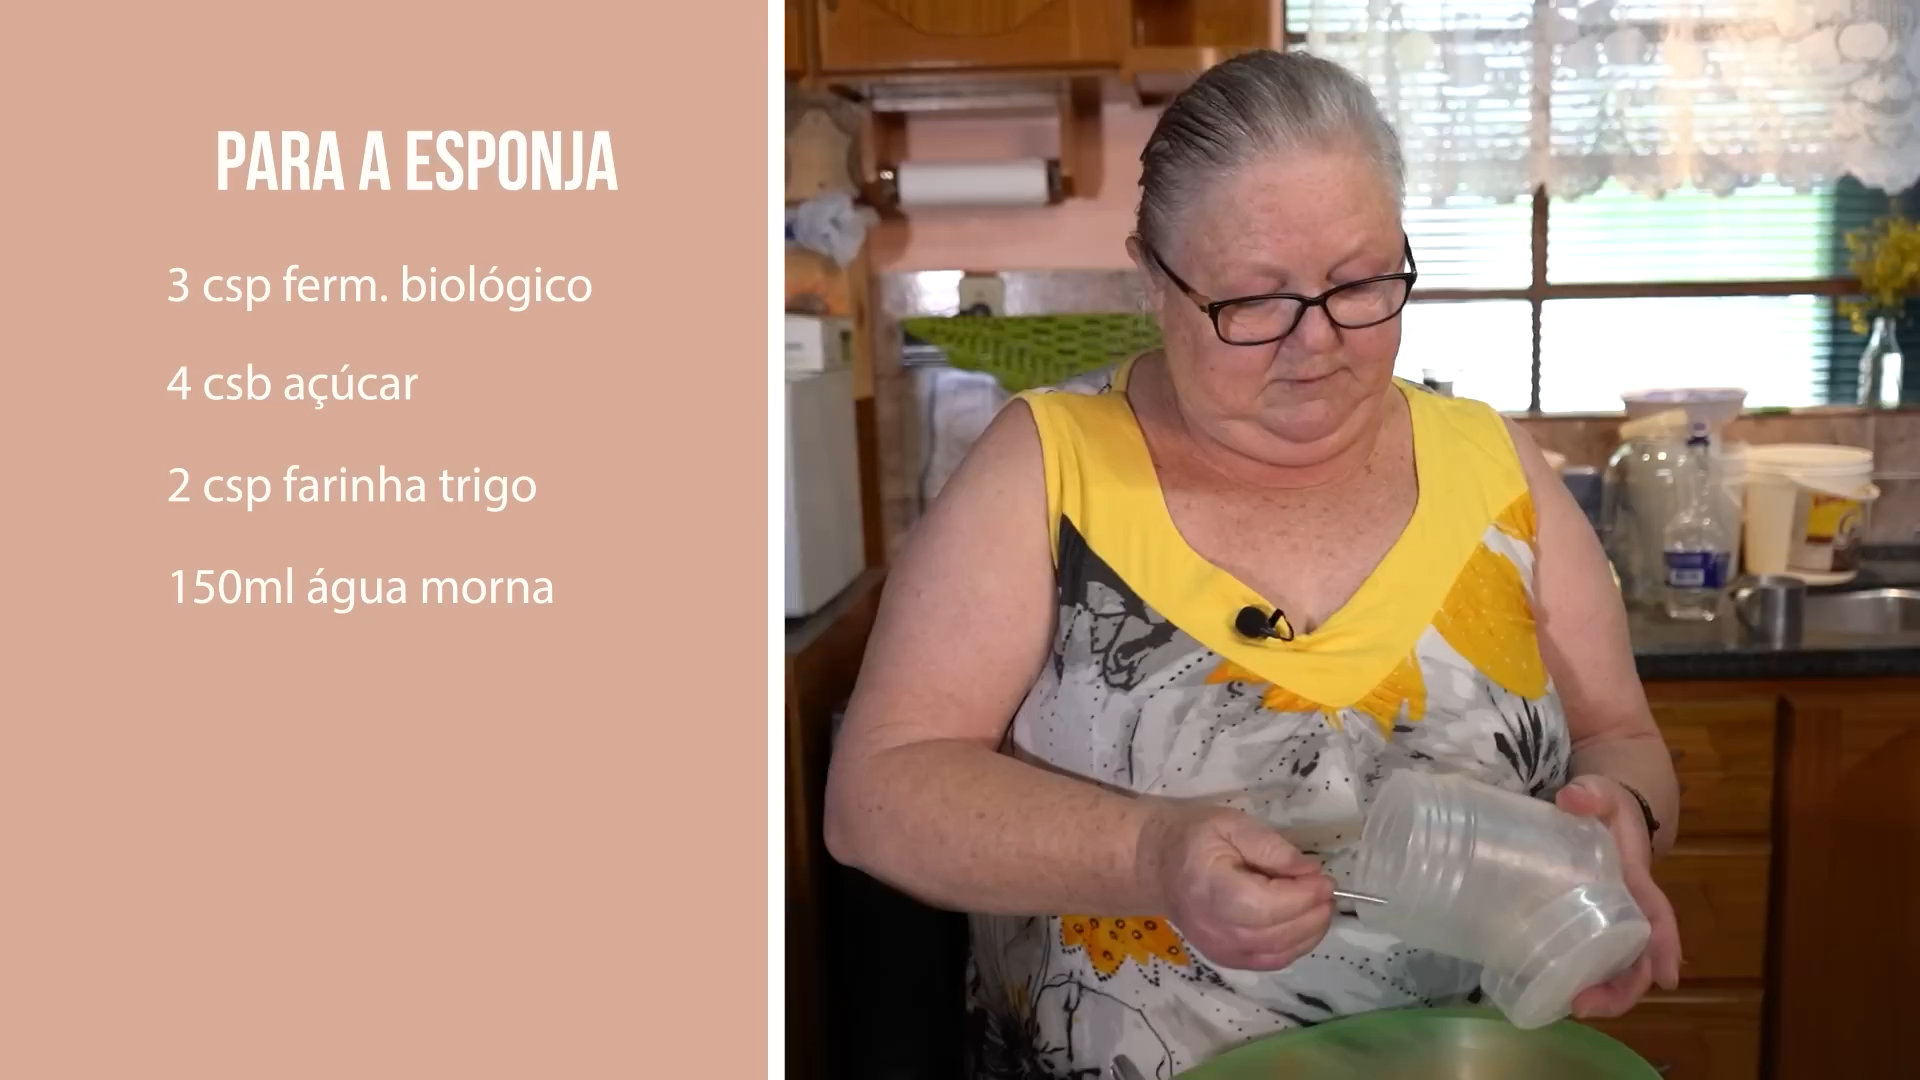 PARA A ESPONJA
3 csp ferm. biológico
4 csb açúcar
2 csp farinha trigo
150ml água morna